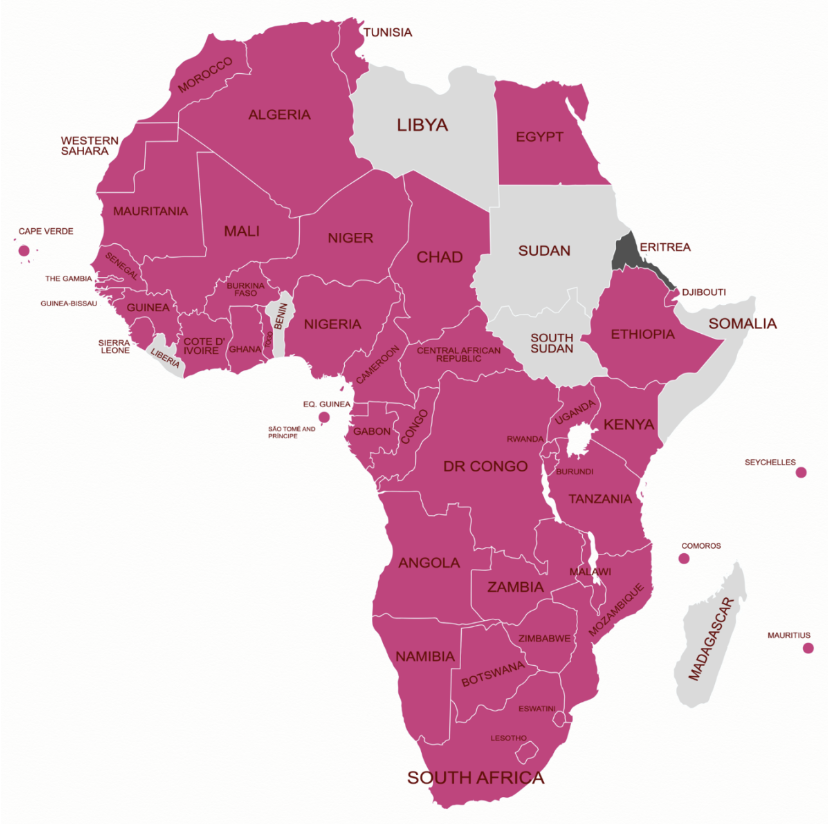 TUNISIA
MOROCCO
ALGERIA
LIBYA
EGYPT
WESTERN
SAHARA
MAURITANIA
MALI
NIGER
CHAD
SUDAN
ERITREA
CAPE VERDE
SENEGAL
THE GAMBIA
GUINEA-BISSAU
GUINEA
BURKINA
FASO
BENIN
NIGERIA
DJIBOUTI
SOMALIA
ETHIOPIA
SOUTH
SUDAN
SIERRA
LEONE
LIBERIA
COTE D'
IVOIRE
GHANA
TOGO
CAMEROON
CENTRAL AFRICAN
REPUBLIC
EQ. GUINEA
SÃO TOMÉ AND
PRÍNCIPE
GABON
CONGO
UGANDA
KENYA
RWANDA
DR CONGO
BURUNDI
TANZANIA
SEYCHELLES
COMOROS
ANGOLA
ZAMBIA
MALAWI
MOZAMBIQUE
MADAGASCAR
MAURITIUS
ZIMBABWE
NAMIBIA
BOTSWANA
ESWATINI
LESOTHO
SOUTH AFRICA